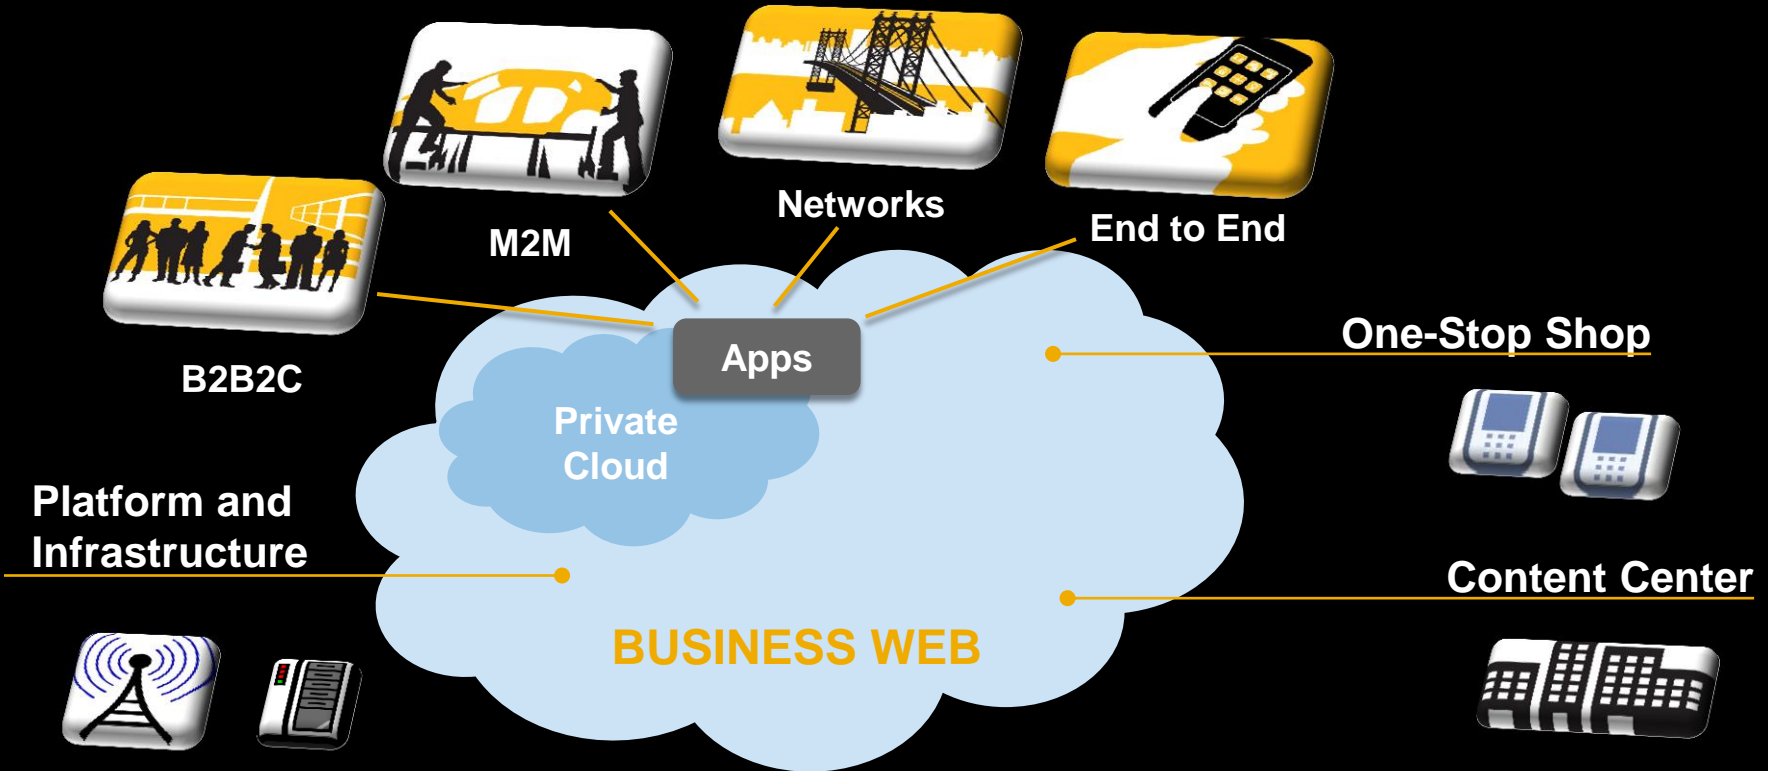 Networks
End to End
M2M
One-Stop Shop
Apps
B2B2C
Private
Cloud
Platform and
Infrastructure
Content Center
BUSINESS WEB